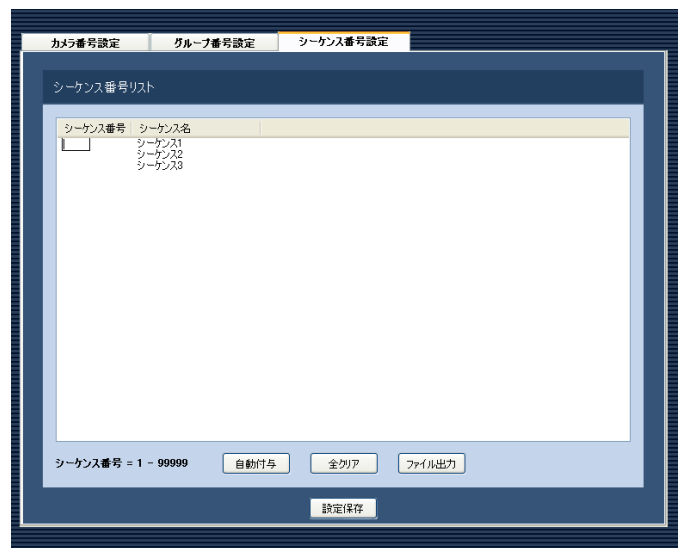 カメラ番号設定 グループ番号設定 シーケンス番号設定
シーケンス番号リスト
シーケンス番号 シーケンス名
シーケンス1
シーケンス2
シーケンス3
シーケンス番号 = 1 - 99999 自動付与 全クリア ファイル出力
設定保存